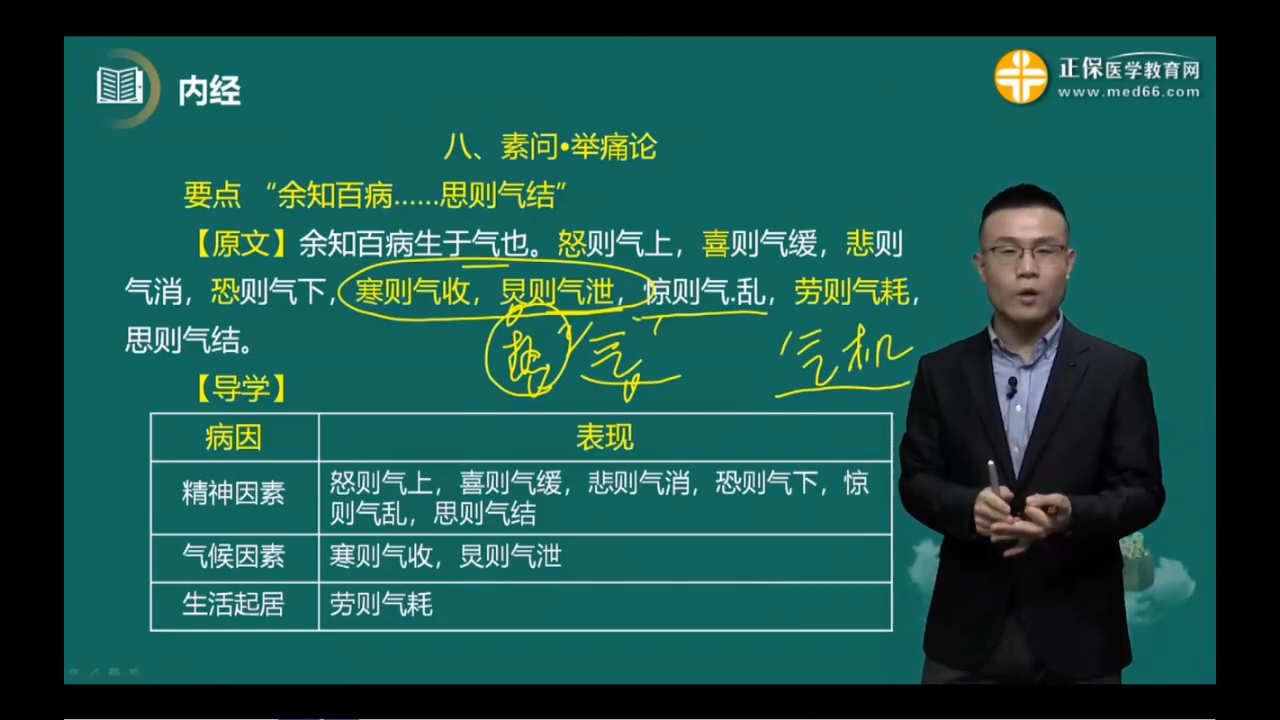 内经
正保医学教育网
www.med66.com
八、素问•举痛论
要点 “余知百病……思则气结”
【原文】余知百病生于气也。怒则气上，喜则气缓，悲则
气消，恐则气下，寒则气收，炅则气泄，惊则气.乱，劳则气耗，
思则气结。
热 气 气机
【导学】
病因 表现
精神因素 怒则气上，喜则气缓，悲则气消，恐则气下，惊
则气乱，思则气结
气候因素 寒则气收，炅则气泄
生活起居 劳则气耗